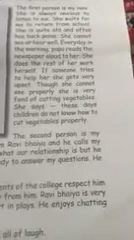 The first person is my now
She is always anxious to
listen to me. She waits for
me to return from school.
She is quite old and often
has back pains. She cannot
see or hear well. Everyday in
the morning, papa reads the
newspaper aloud to her. She
does the rest of her work
herself. If someone tries
to help her she gets very
upset. Though she cannot
see properly she is very
fond of cutting vegetables.
She says - these days
children do not know how to
cut vegetables properly.
The second person is my
Ravi bhaiya and he calls my
what our relationship is but he
dy to answer my questions. He
ents of the college respect him
from him. Ravi bhaiya is very
t in plays. He enjoys chatting
all of laugh.